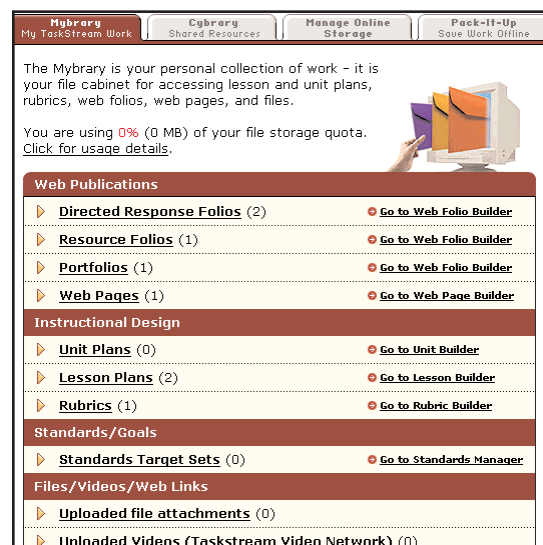 Mybrary
My TaskStream Work
Cybrary
Shared Resources
Manage Online
Storage
Pack-It-Up
Save Work Offline
The Mybrary is your personal collection of work - it is
your file cabinet for accessing lesson and unit plans,
rubrics, web folios, web pages, and files.
You are using 0% (0 MB) of your file storage quota.
Click for usage details.
Web Publications
Directed Response Folios (2) Go to Web Folio Builder
Resource Folios (1) Go to Web Folio Builder
Portfolios (1) Go to Web Folio Builder
Web Pages (1) Go to Web Page Builder
Instructional Design
Unit Plans (0) Go to Unit Builder
Lesson Plans (2) Go to Lesson Builder
Rubrics (1) Go to Rubric Builder
Standards/Goals
Standards Target Sets (0) Go to Standards Manager
Files/Videos/Web Links
Uploaded file attachments (0)
Uploaded Videos (Taskstream Video Network) (0)